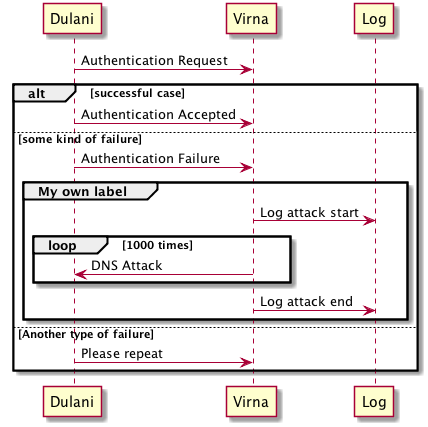 Dulani Virna Log
Authentication Request
alt [successful case]
Authentication Accepted
[some kind of failure]
Authentication Failure
My own label
Log attack start
loop [1000 times]
DNS Attack
Log attack end
[Another type of failure]
Please repeat
Dulani Virna Log